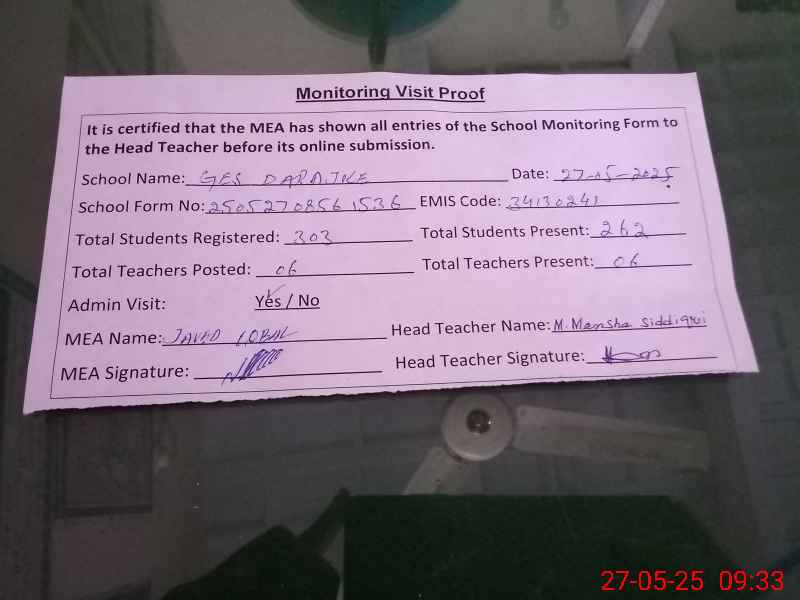 Monitoring Visit Proof
It is certified that the MEA has shown all entries of the School Monitoring Form to
the Head Teacher before its online submission.
School Name: GES Date: 27-05-2025
School Form No: 2505270856 1536 EMIS Code: 34130241
Total Students Registered: 303 Total Students Present: 262
Total Teachers Posted: 06 Total Teachers Present: 06
Admin Visit: Yes / No
MEA Name: JAVED IQBAL Head Teacher Name: M. Mansha Siddiqui
MEA Signature: Head Teacher Signature:
27-05-25 09:33